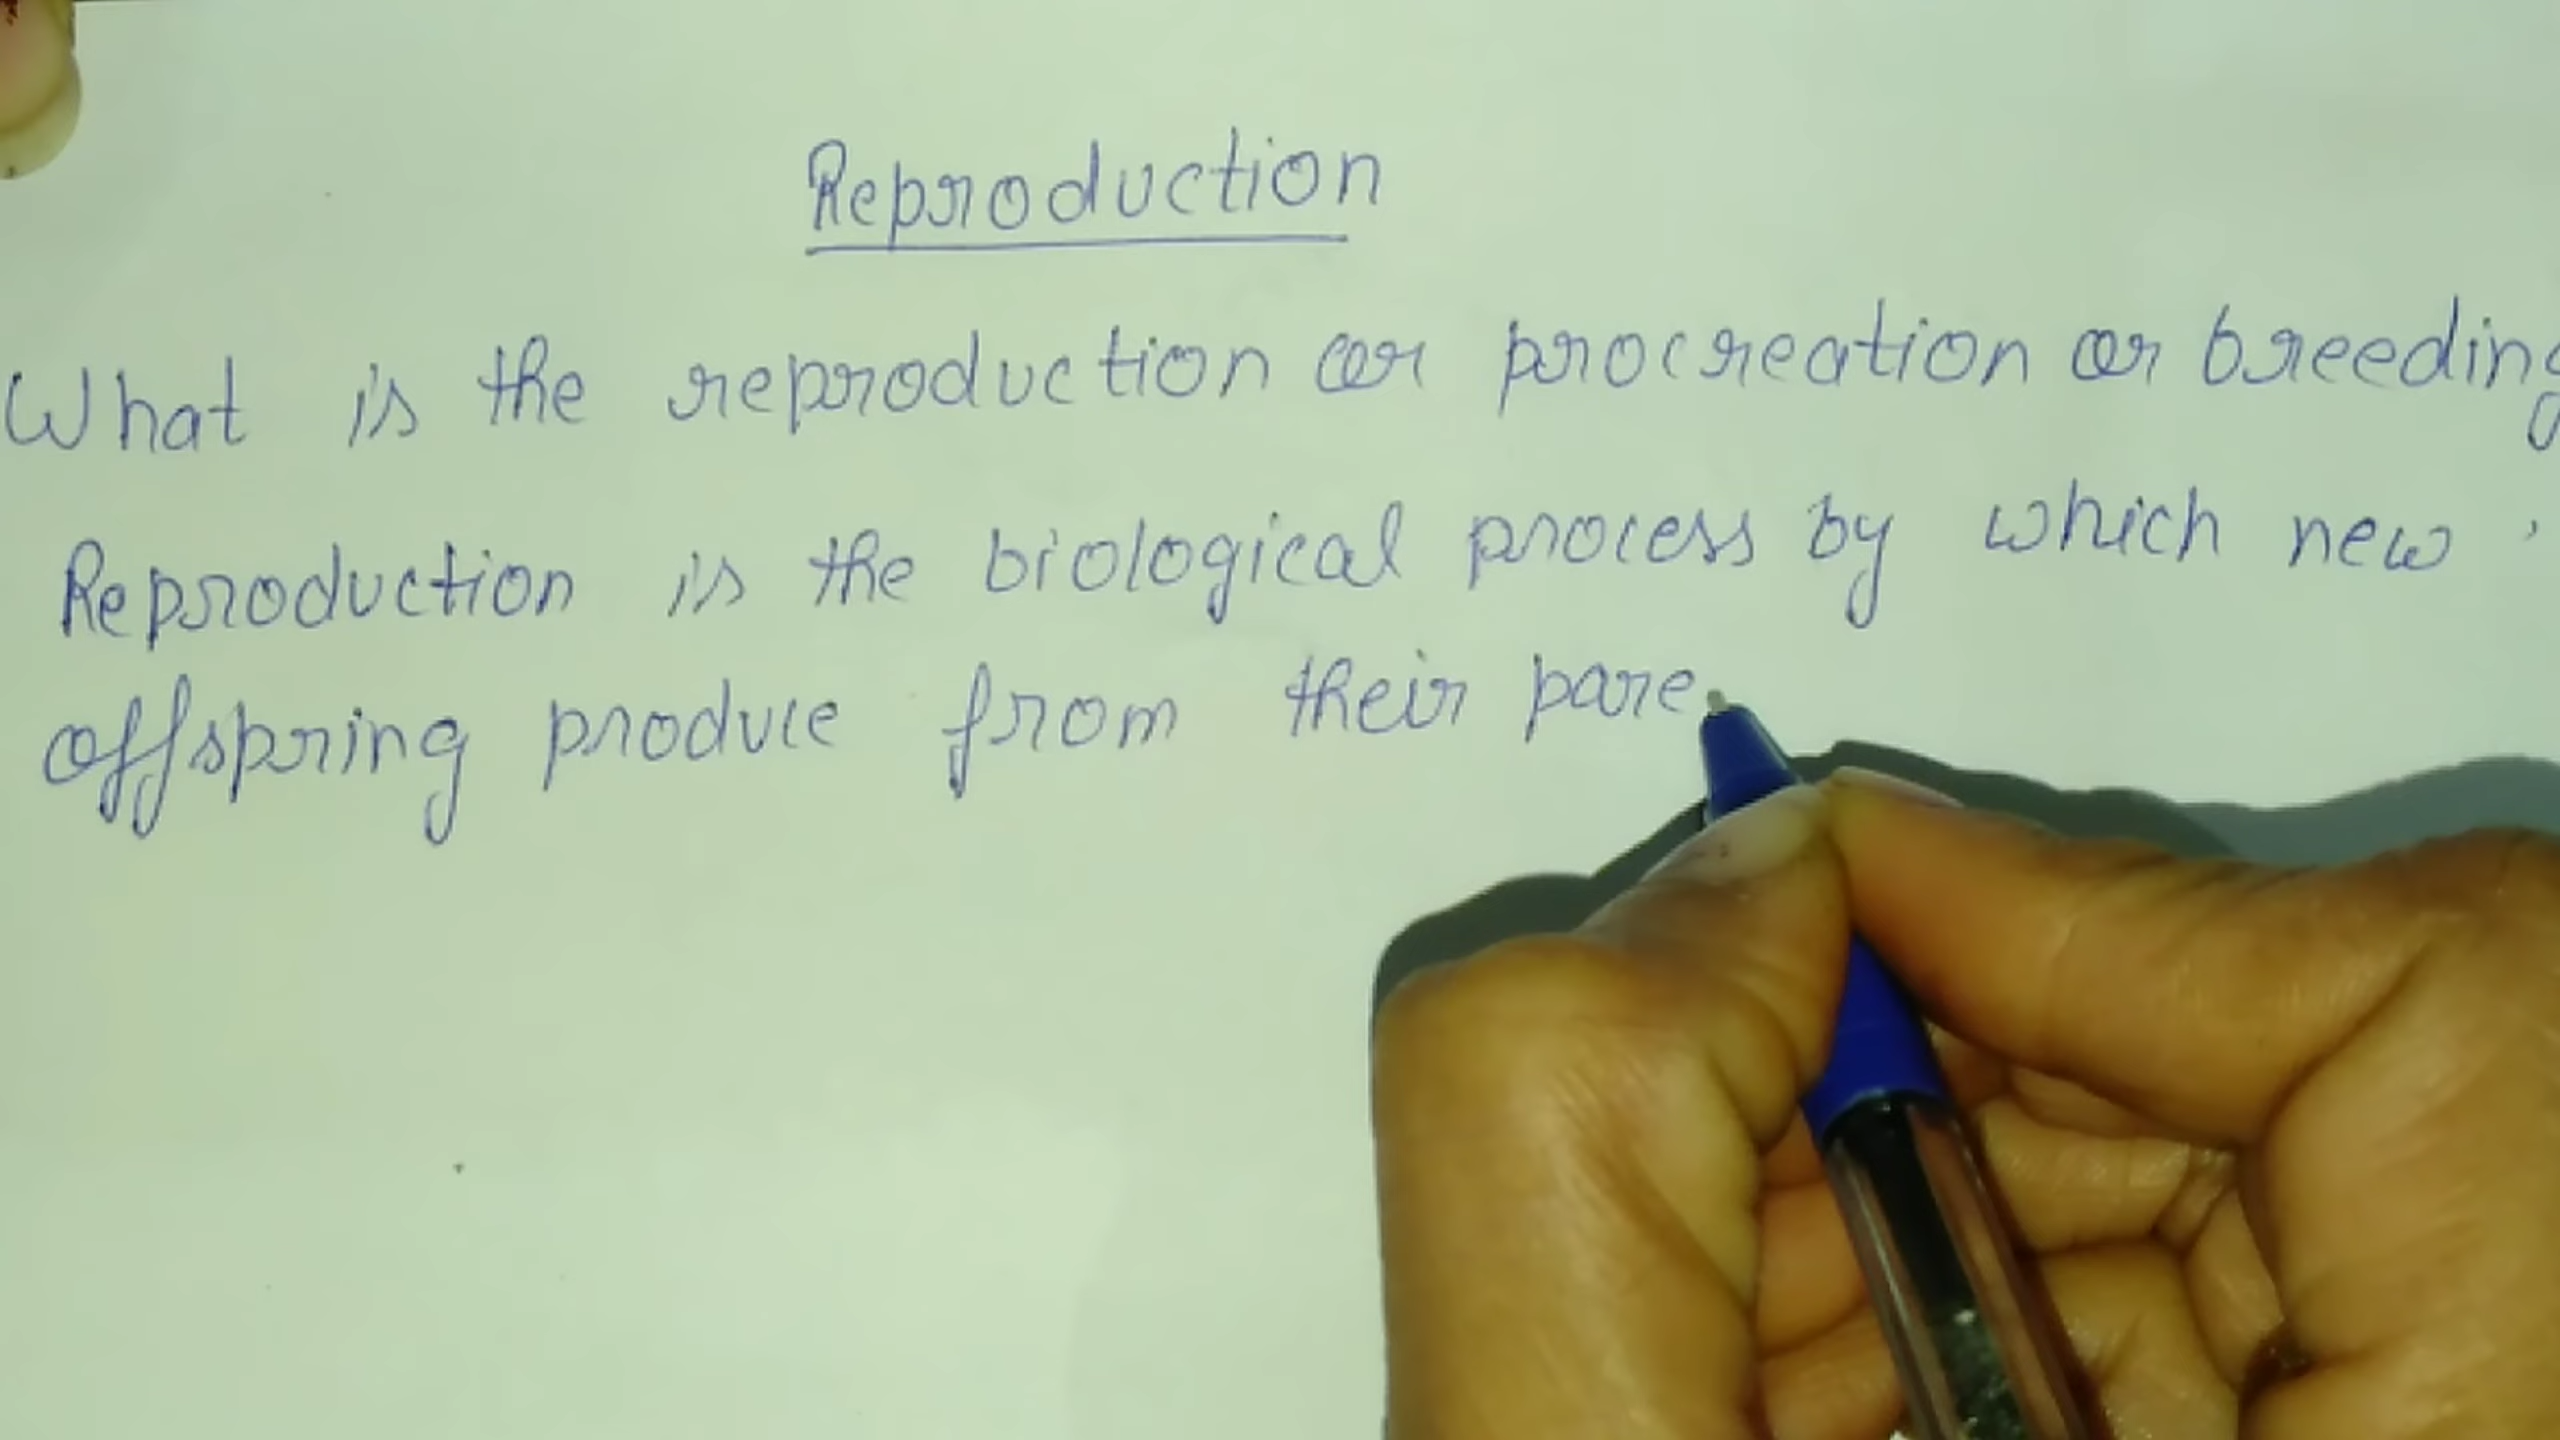 Reproduction
What is the reproduction or procreation or breeding
Reproduction is the biological process by which new
offspring produce from their pare